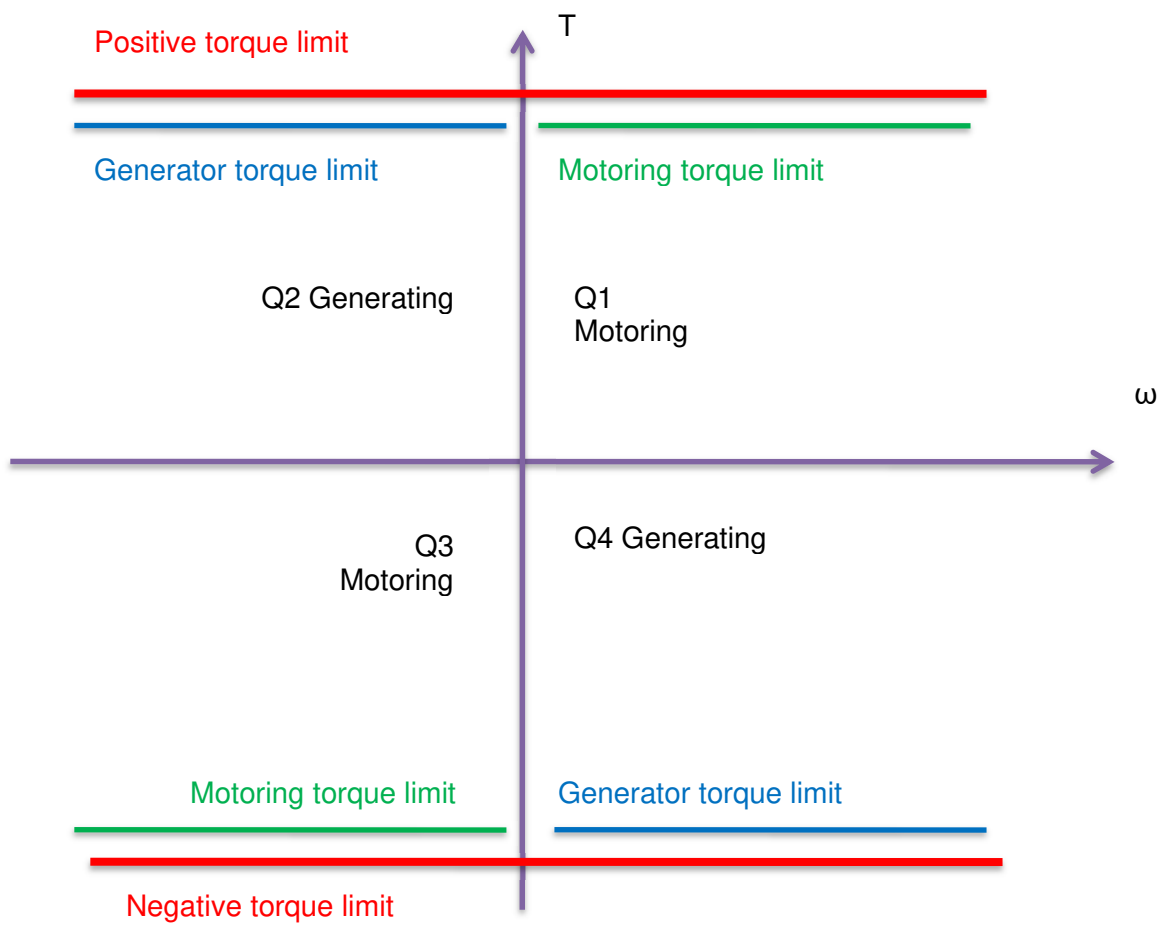 T
Positive torque limit
Generator torque limit
Motoring torque limit
Q2 Generating
Q1
Motoring
ω
Q3
Motoring
Q4 Generating
Motoring torque limit
Generator torque limit
Negative torque limit